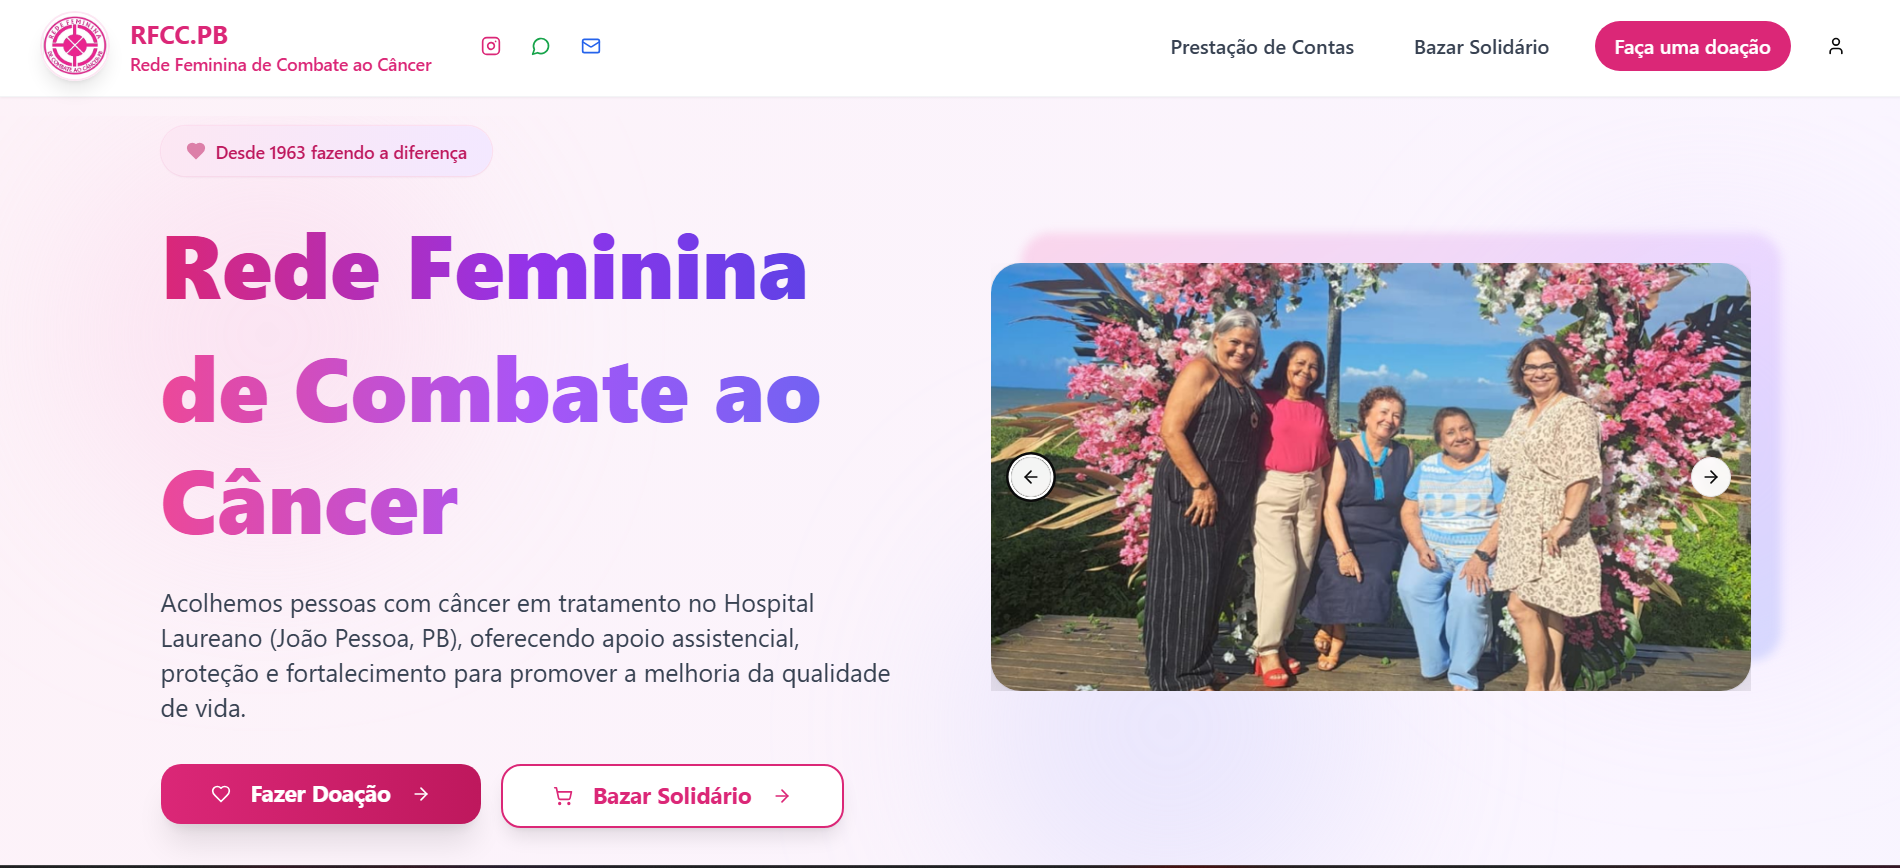 REDE FEMININA
DE COMBATE AO CÂNCER PB
RFCC.PB
Rede Feminina de Combate ao Câncer
Prestação de Contas
Bazar Solidário
Faça uma doação
Desde 1963 fazendo a diferença
Rede Feminina
de Combate ao
Câncer
Acolhemos pessoas com câncer em tratamento no Hospital
Laureano (João Pessoa, PB), oferecendo apoio assistencial,
proteção e fortalecimento para promover a melhoria da qualidade
de vida.
Fazer Doação
Bazar Solidário